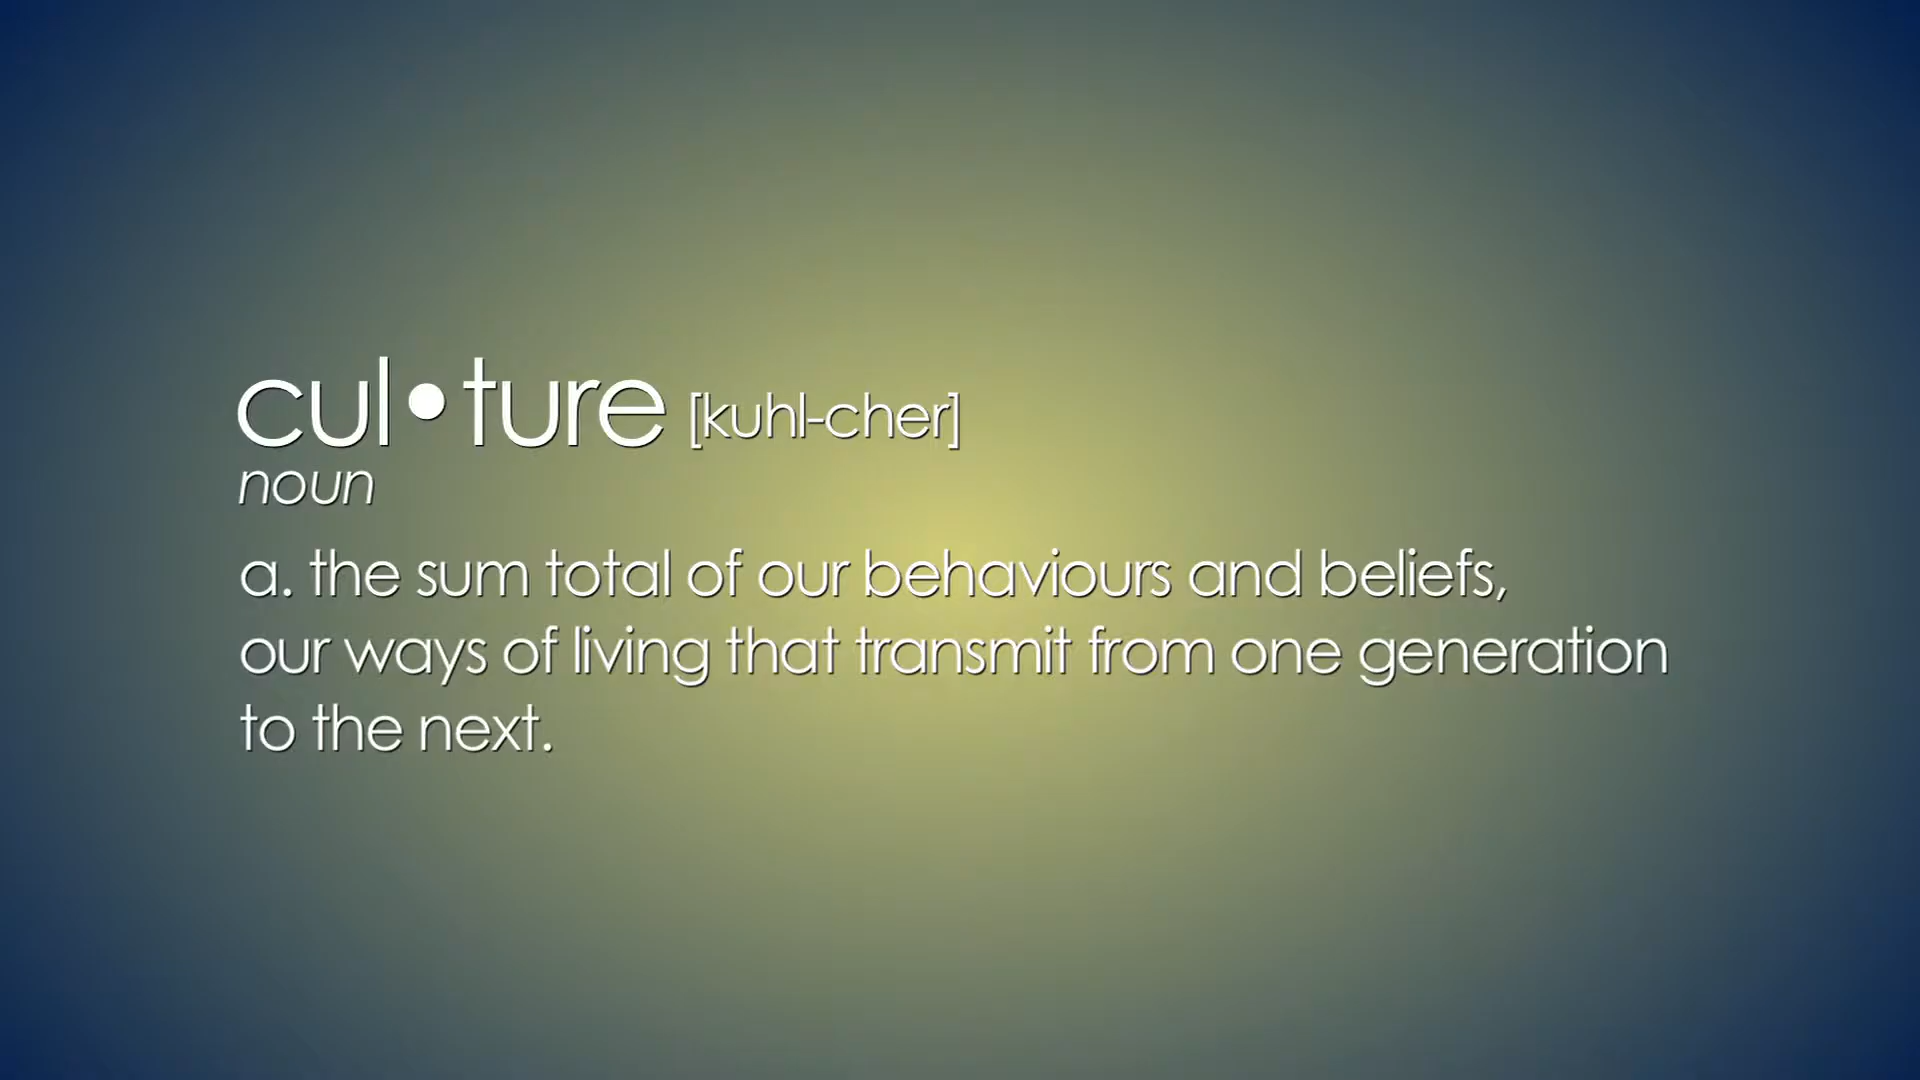 cul•ture [kuhl-cher]
noun
a. the sum total of our behaviours and beliefs,
our ways of living that transmit from one generation
to the next.